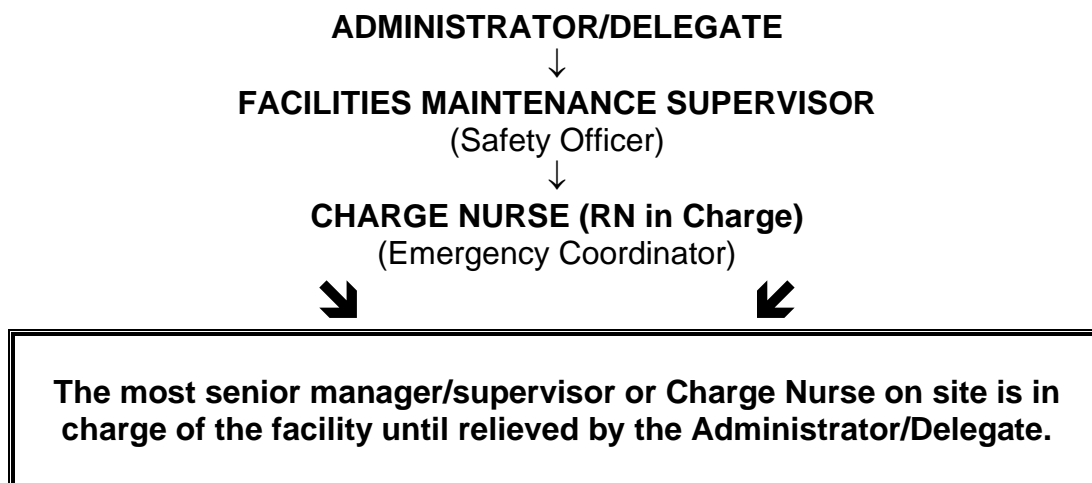 ADMINISTRATOR/DELEGATE
↓
FACILITIES MAINTENANCE SUPERVISOR
(Safety Officer)
↓
CHARGE NURSE (RN in Charge)
(Emergency Coordinator)
The most senior manager/supervisor or Charge Nurse on site is in
charge of the facility until relieved by the Administrator/Delegate.